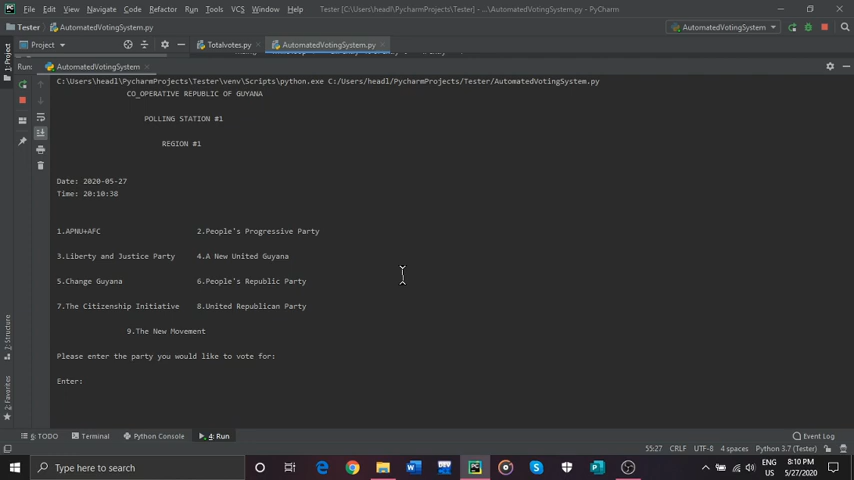 File Edit View Navigate Code Refactor Run Tools VCS Window Help Tester [C:\Users\headl\PycharmProjects\Tester] - ...\AutomatedVotingSystem.py - PyCharm
Tester AutomatedVotingSystem.py AutomatedVotingSystem
1: Project
Project Totalvotes.py AutomatedVotingSystem.py
Run: AutomatedVotingSystem
C:\Users\headl\PycharmProjects\Tester\venv\Scripts\python.exe C:/Users/headl/PycharmProjects/Tester/AutomatedVotingSystem.py
CO_OPERATIVE REPUBLIC OF GUYANA
POLLING STATION #1
REGION #1
Date: 2020-05-27
Time: 20:10:38
1.APNU+AFC 2.People's Progressive Party
3.Liberty and Justice Party 4.A New United Guyana
5.Change Guyana 6.People's Republic Party
7.The Citizenship Initiative 8.United Republican Party
9.The New Movement
Please enter the party you would like to vote for:
Enter:
Z: Structure
2: Favorites
6: TODO Terminal Python Console 4: Run Event Log
55:27 CRLF UTF-8 4 spaces Python 3.7 (Tester)
Type here to search
ENG
US
8:10 PM
5/27/2020